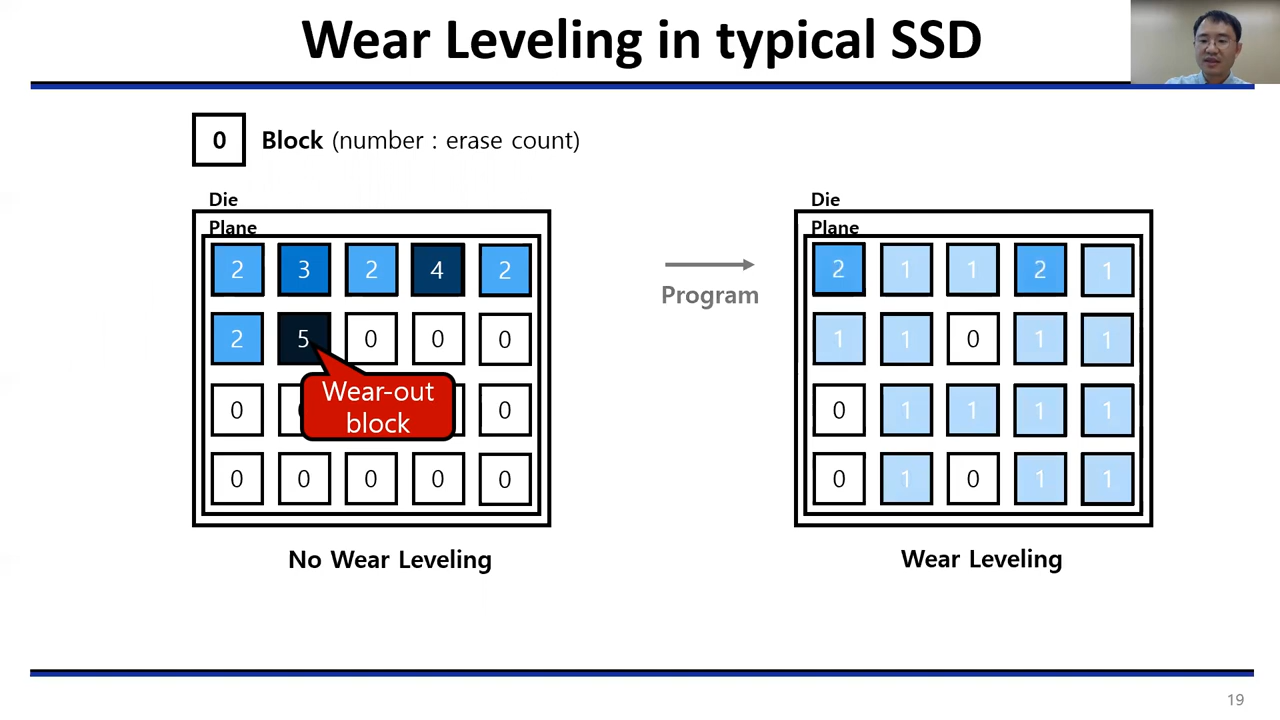 Wear Leveling in typical SSD
0 Block (number : erase count)
Die
Plane
2 3 2 4 2
2 5 0 0 0
0 0
0 0 0 0 0
Wear-out
block
No Wear Leveling
Program
Die
Plane
2 1 1 2 1
1 1 0 1 1
0 1 1 1 1
0 1 0 1 1
Wear Leveling
19